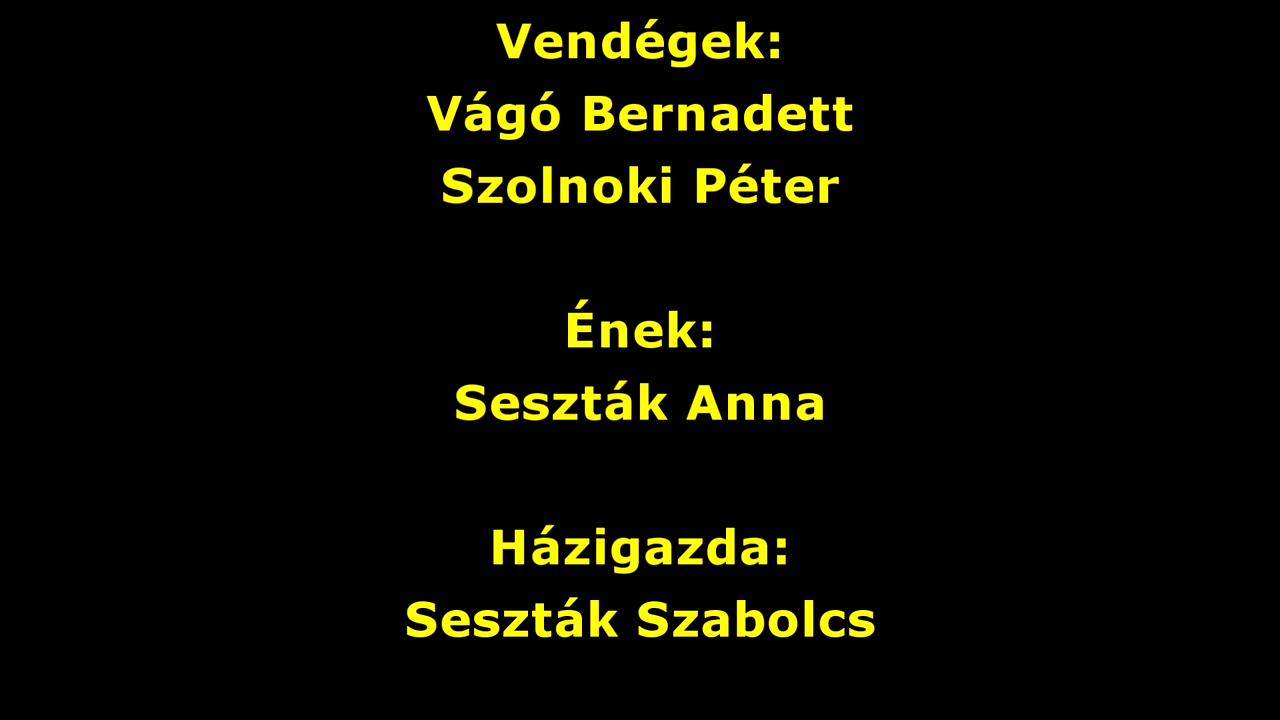 Vendégek:
Vágó Bernadett
Szolnoki Péter
Ének:
Seszták Anna
Házigazda:
Seszták Szabolcs